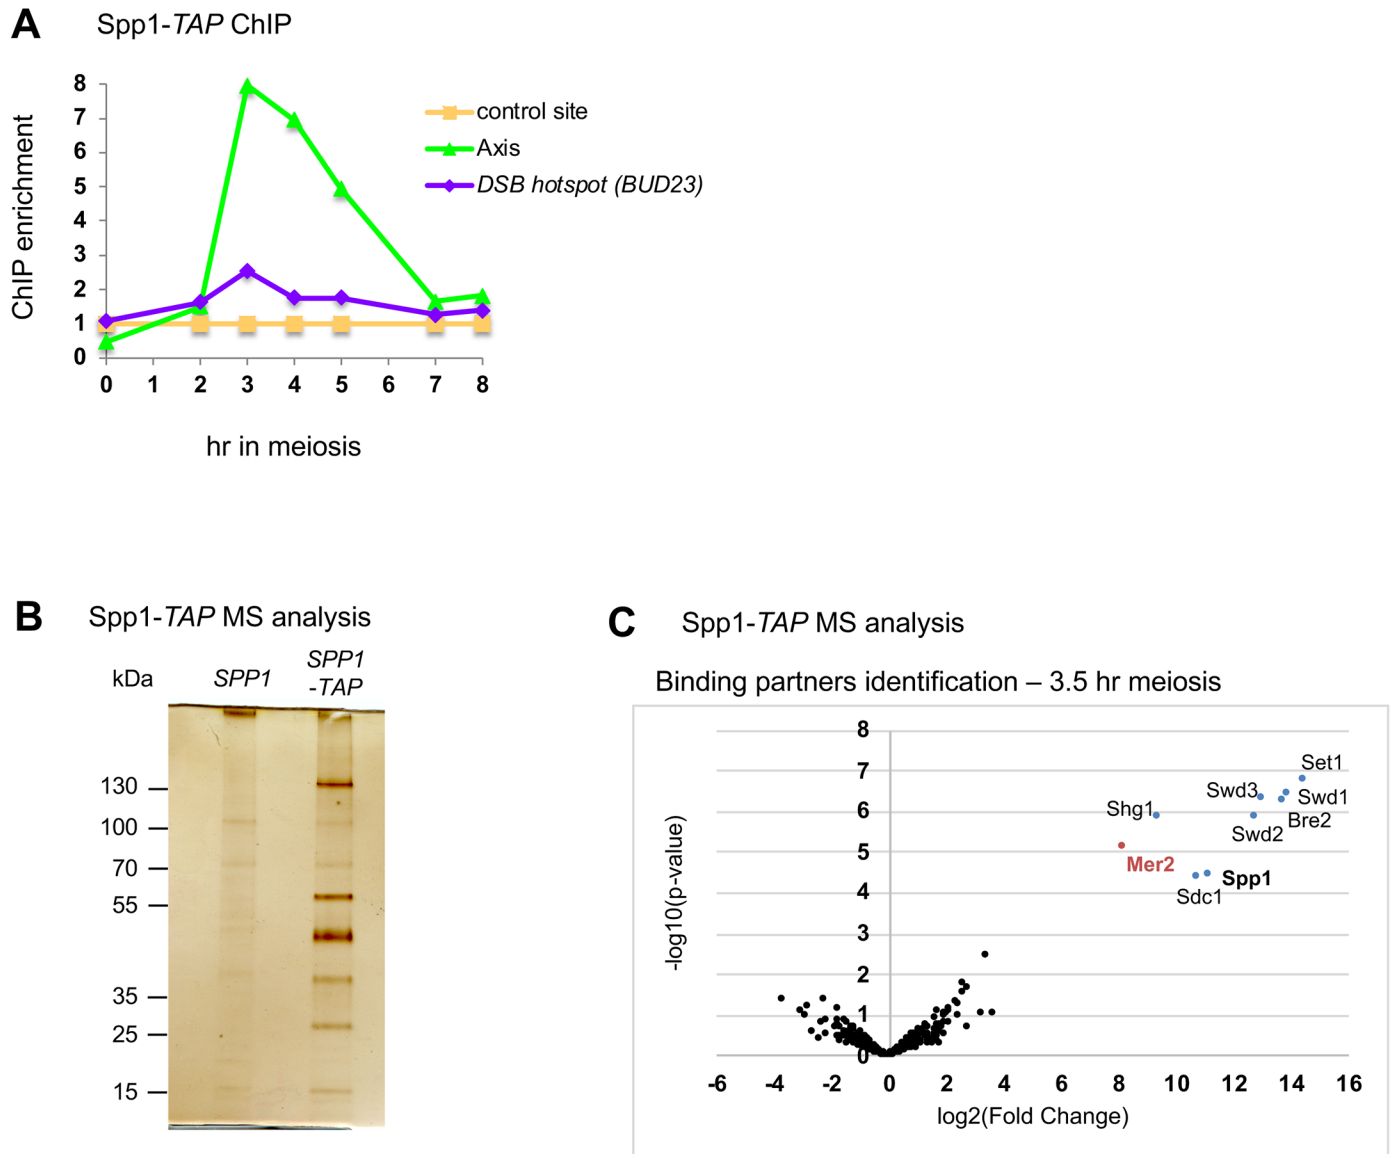 A
Spp1-TAP ChIP
ChIP enrichment
8
7
6
5
4
3
2
1
0
0 1 2 3 4 5 6 7 8
hr in meiosis
control site
Axis
DSB hotspot (BUD23)
B
Spp1-TAP MS analysis
kDa
SPP1
SPP1
-TAP
130
100
70
55
35
25
15
C
Spp1-TAP MS analysis
Binding partners identification – 3.5 hr meiosis
-log10(p-value)
8
7
6
5
4
3
2
1
0
Set1
Swd3
Swd1
Shg1
Bre2
Swd2
Mer2
Spp1
Sdc1
-6 -4 -2 0 2 4 6 8 10 12 14 16
log2(Fold Change)